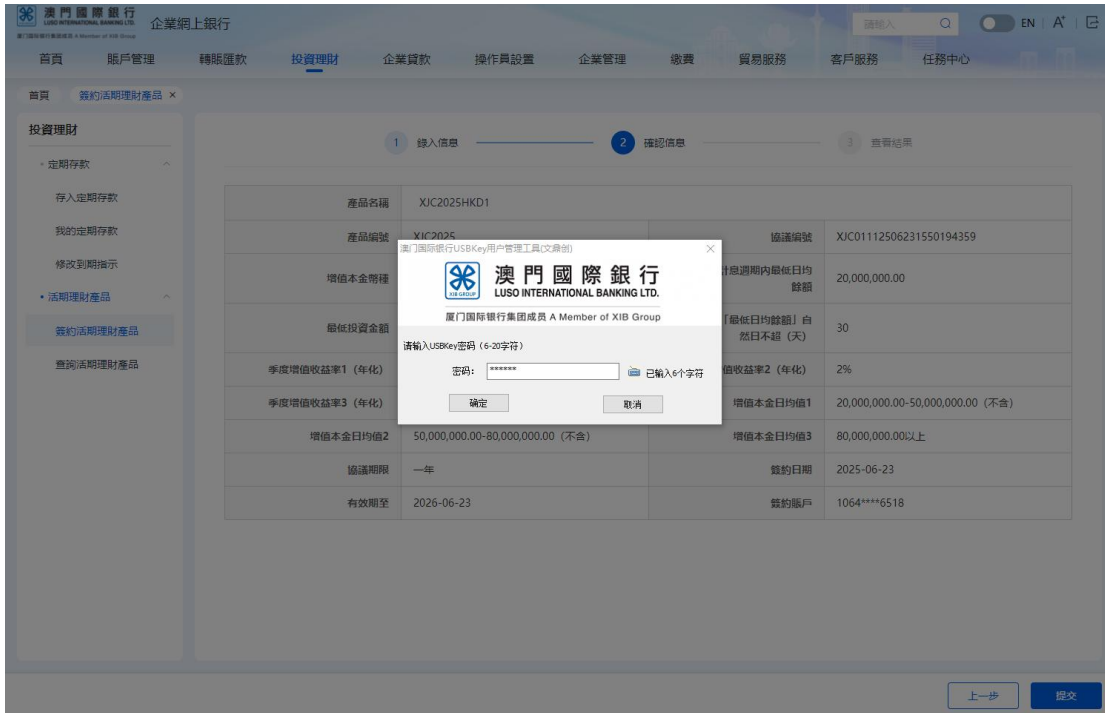 澳門國際銀行 企業網上銀行
LUSO INTERNATIONAL BANKING LTD.
厦门国际银行集团成员 A Member of XIB Group
請輸入
EN A+
首頁 賬戶管理 轉賬匯款 投資理財 企業貸款 操作員設置 企業管理 繳費 貿易服務 客戶服務 任務中心
首頁 簽約活期理財產品 ×
投資理財
定期存款
存入定期存款
我的定期存款
修改到期指示
活期理財產品
簽約活期理財產品
查詢活期理財產品
1 錄入信息 2 確認信息 3 查看結果
產品名稱 XJC2025HKD1
產品編號 XJC2025 協議編號 XJC01112506231550194359
增值本金幣種 計息週期內最低日均餘額 20,000,000.00
最低投資金額 「最低日均餘額」自然日不超（天） 30
季度增值收益率1（年化） 值收益率2（年化） 2%
季度增值收益率3（年化） 增值本金日均值1 20,000,000.00-50,000,000.00（不含）
增值本金日均值2 50,000,000.00-80,000,000.00（不含） 增值本金日均值3 80,000,000.00以上
協議期限 一年 簽約日期 2025-06-23
有效期至 2026-06-23 簽約賬戶 1064****6518
澳门国际银行USBKey用户管理工具(文鼎创)
XIB GROUP
澳門國際銀行
LUSO INTERNATIONAL BANKING LTD.
厦门国际银行集团成员 A Member of XIB Group
请输入USBKey密码（6-20字符）
密码: ****** 已输入6个字符
确定 取消
上一步 提交